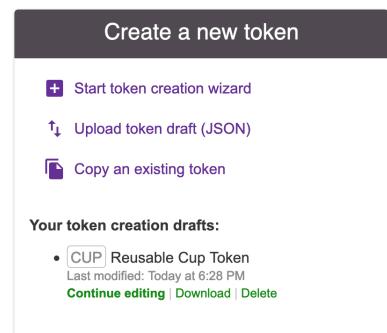 Create a new token
Start token creation wizard
Upload token draft (JSON)
Copy an existing token
Your token creation drafts:
• CUP Reusable Cup Token
Last modified: Today at 6:28 PM
Continue editing | Download | Delete